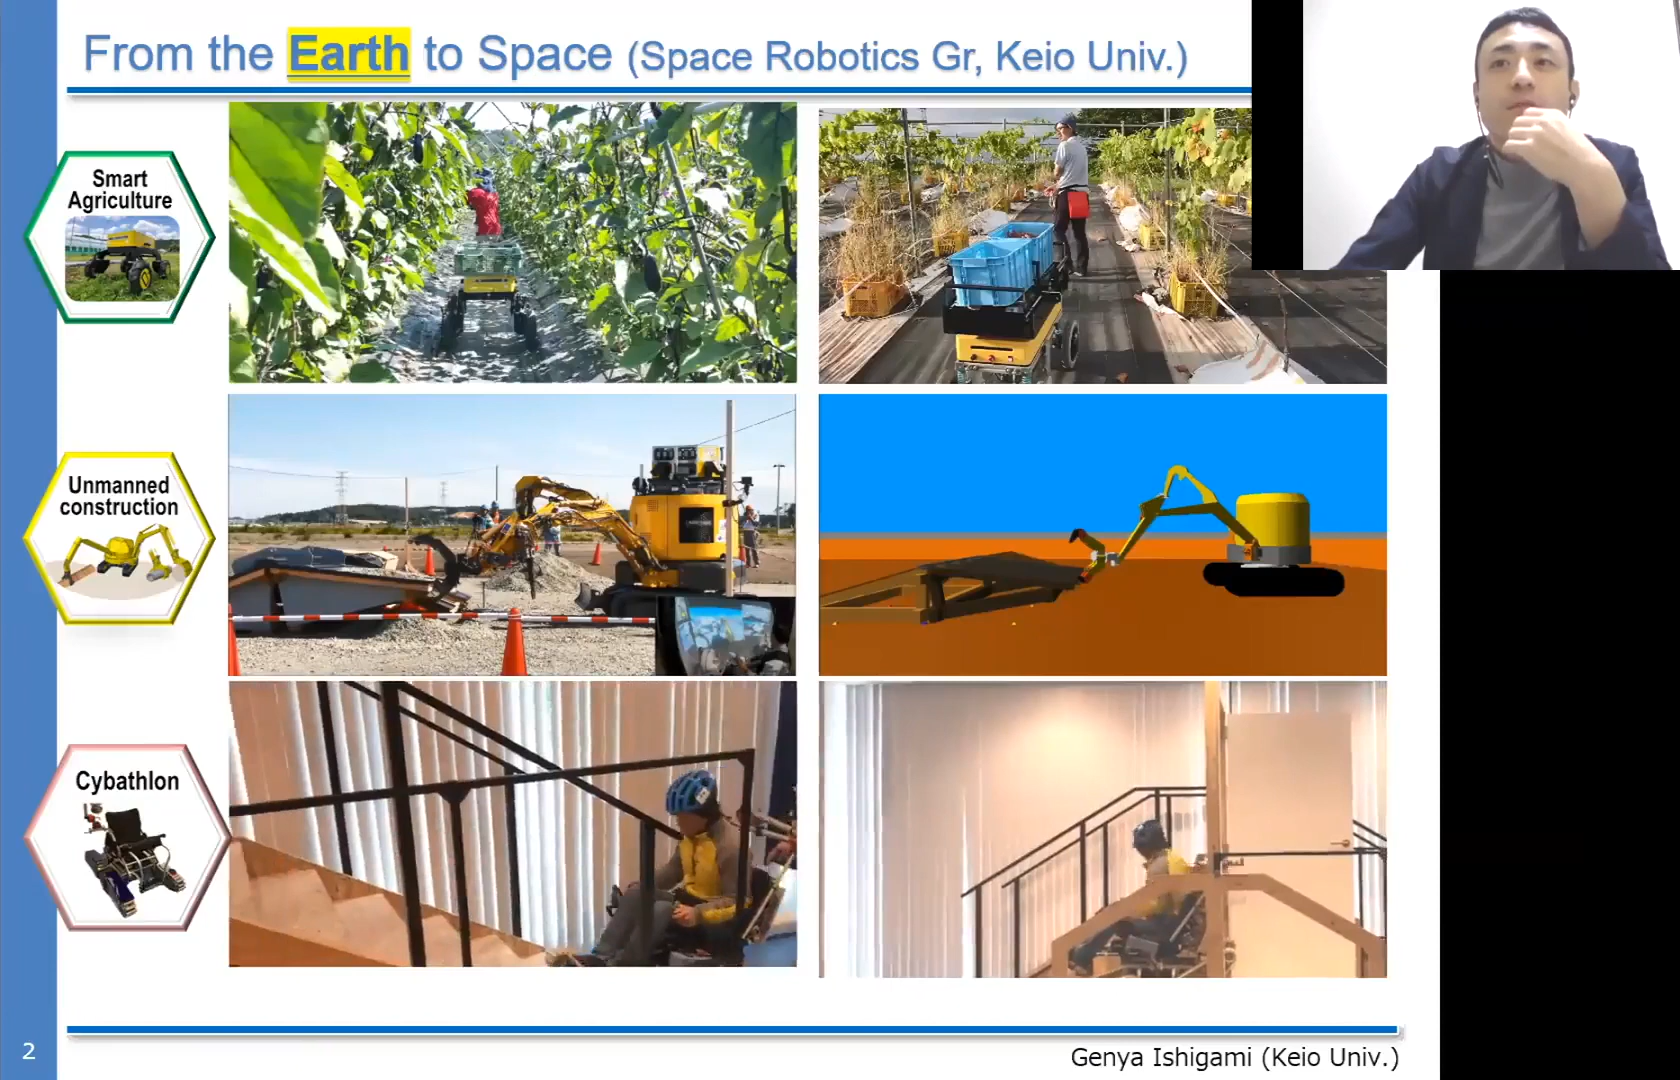 From the Earth to Space (Space Robotics Gr, Keio Univ.)
Smart
Agriculture
Unmanned
construction
Cybathlon
2
Genya Ishigami (Keio Univ.)